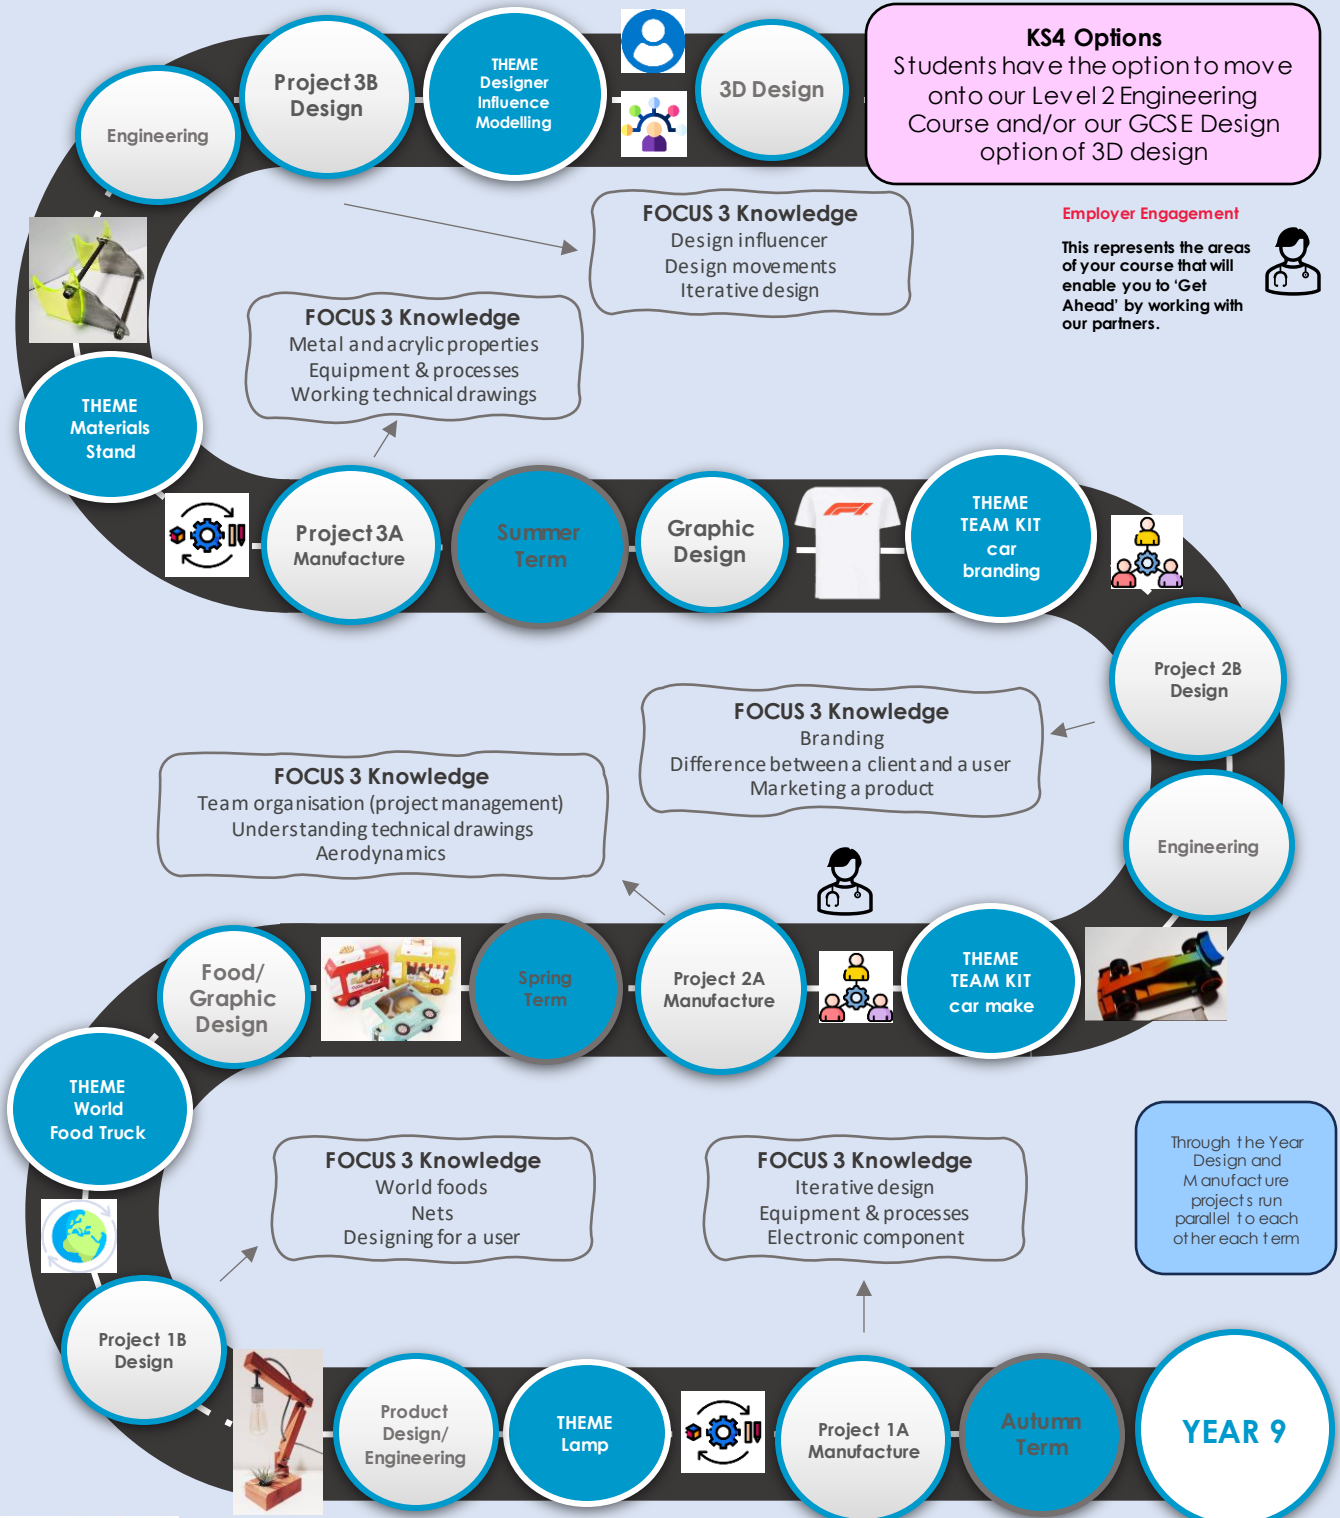 Project 3B
Design
THEME
Designer
Influence
Modelling
3D Design
KS4 Options
Students have the option to move
onto our Level 2 Engineering
Course and/or our GCSE Design
option of 3D design
Engineering
Employer Engagement
This represents the areas
of your course that will
enable you to ‘Get
Ahead’ by working with
our partners.
FOCUS 3 Knowledge
Design influencer
Design movements
Iterative design
FOCUS 3 Knowledge
Metal and acrylic properties
Equipment & processes
Working technical drawings
THEME
Materials
Stand
Project 3A
Manufacture
Summer
Term
Graphic
Design
F1
THEME
TEAM KIT
car
branding
Project 2B
Design
FOCUS 3 Knowledge
Branding
Difference between a client and a user
Marketing a product
FOCUS 3 Knowledge
Team organisation (project management)
Understanding technical drawings
Aerodynamics
Engineering
Food/
Graphic
Design
Spring
Term
Project 2A
Manufacture
THEME
TEAM KIT
car make
THEME
World
Food Truck
FOCUS 3 Knowledge
World foods
Nets
Designing for a user
FOCUS 3 Knowledge
Iterative design
Equipment & processes
Electronic component
Through the Year
Design and
Manufacture
projects run
parallel to each
other each term
Project 1B
Design
Product
Design/
Engineering
THEME
Lamp
Project 1A
Manufacture
Autumn
Term
YEAR 9